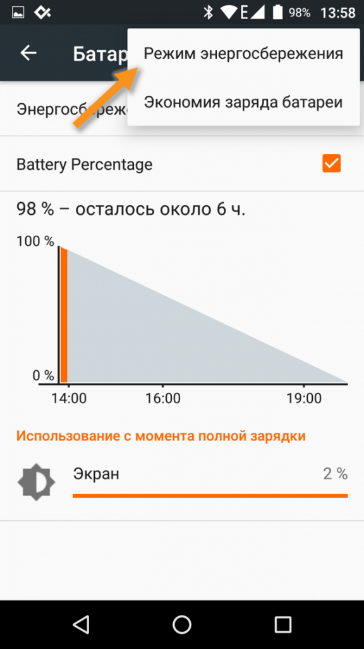 E 98% 13:58
Батар
Режим энергосбережения
Экономия заряда батареи
Энергосбереж
Battery Percentage
98 % – осталось около 6 ч.
100 %
0 %
14:00 16:00 19:00
Использование с момента полной зарядки
Экран 2 %